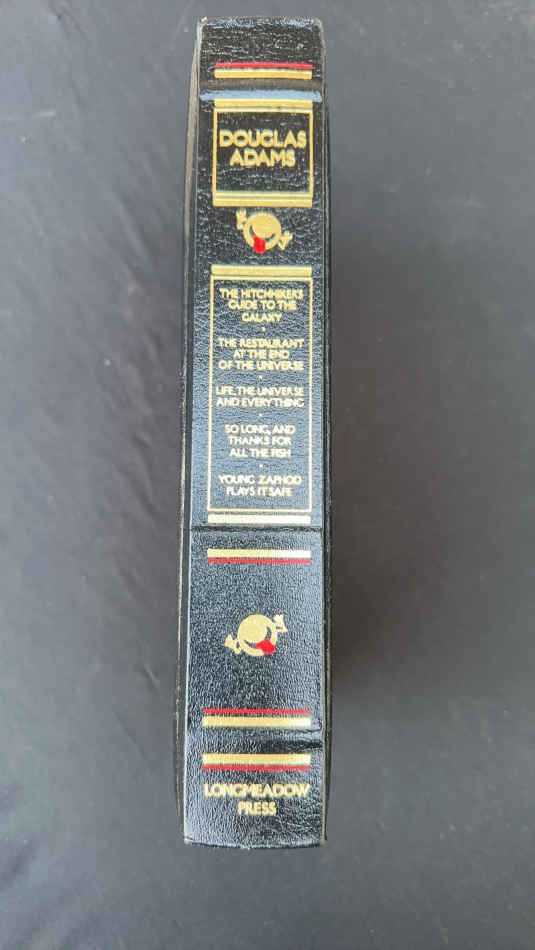 DOUGLAS
ADAMS
THE HITCHHIKER'S
GUIDE TO THE
GALAXY
•
THE RESTAURANT
AT THE END
OF THE UNIVERSE
•
LIFE, THE UNIVERSE
AND EVERYTHING
•
SO LONG, AND
THANKS FOR
ALL THE FISH
•
YOUNG ZAPHOD
PLAYS IT SAFE
LONGMEADOW
PRESS